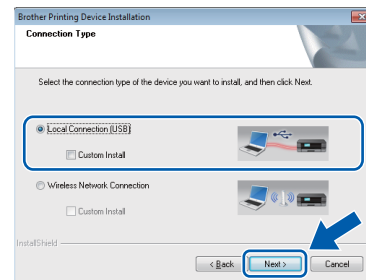 Brother Printing Device Installation
Connection Type
Select the connection type of the device you want to install, and then click Next.
Local Connection (USB)
Custom Install
Wireless Network Connection
Custom Install
InstallShield
< Back Next > Cancel